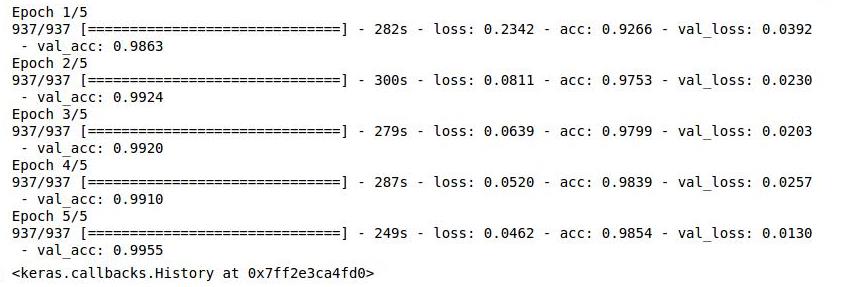 Epoch 1/5
937/937 [==============================] - 282s - loss: 0.2342 - acc: 0.9266 - val_loss: 0.0392
 - val_acc: 0.9863
Epoch 2/5
937/937 [==============================] - 300s - loss: 0.0811 - acc: 0.9753 - val_loss: 0.0230
 - val_acc: 0.9924
Epoch 3/5
937/937 [==============================] - 279s - loss: 0.0639 - acc: 0.9799 - val_loss: 0.0203
 - val_acc: 0.9920
Epoch 4/5
937/937 [==============================] - 287s - loss: 0.0520 - acc: 0.9839 - val_loss: 0.0257
 - val_acc: 0.9910
Epoch 5/5
937/937 [==============================] - 249s - loss: 0.0462 - acc: 0.9854 - val_loss: 0.0130
 - val_acc: 0.9955
<keras.callbacks.History at 0x7ff2e3ca4fd0>